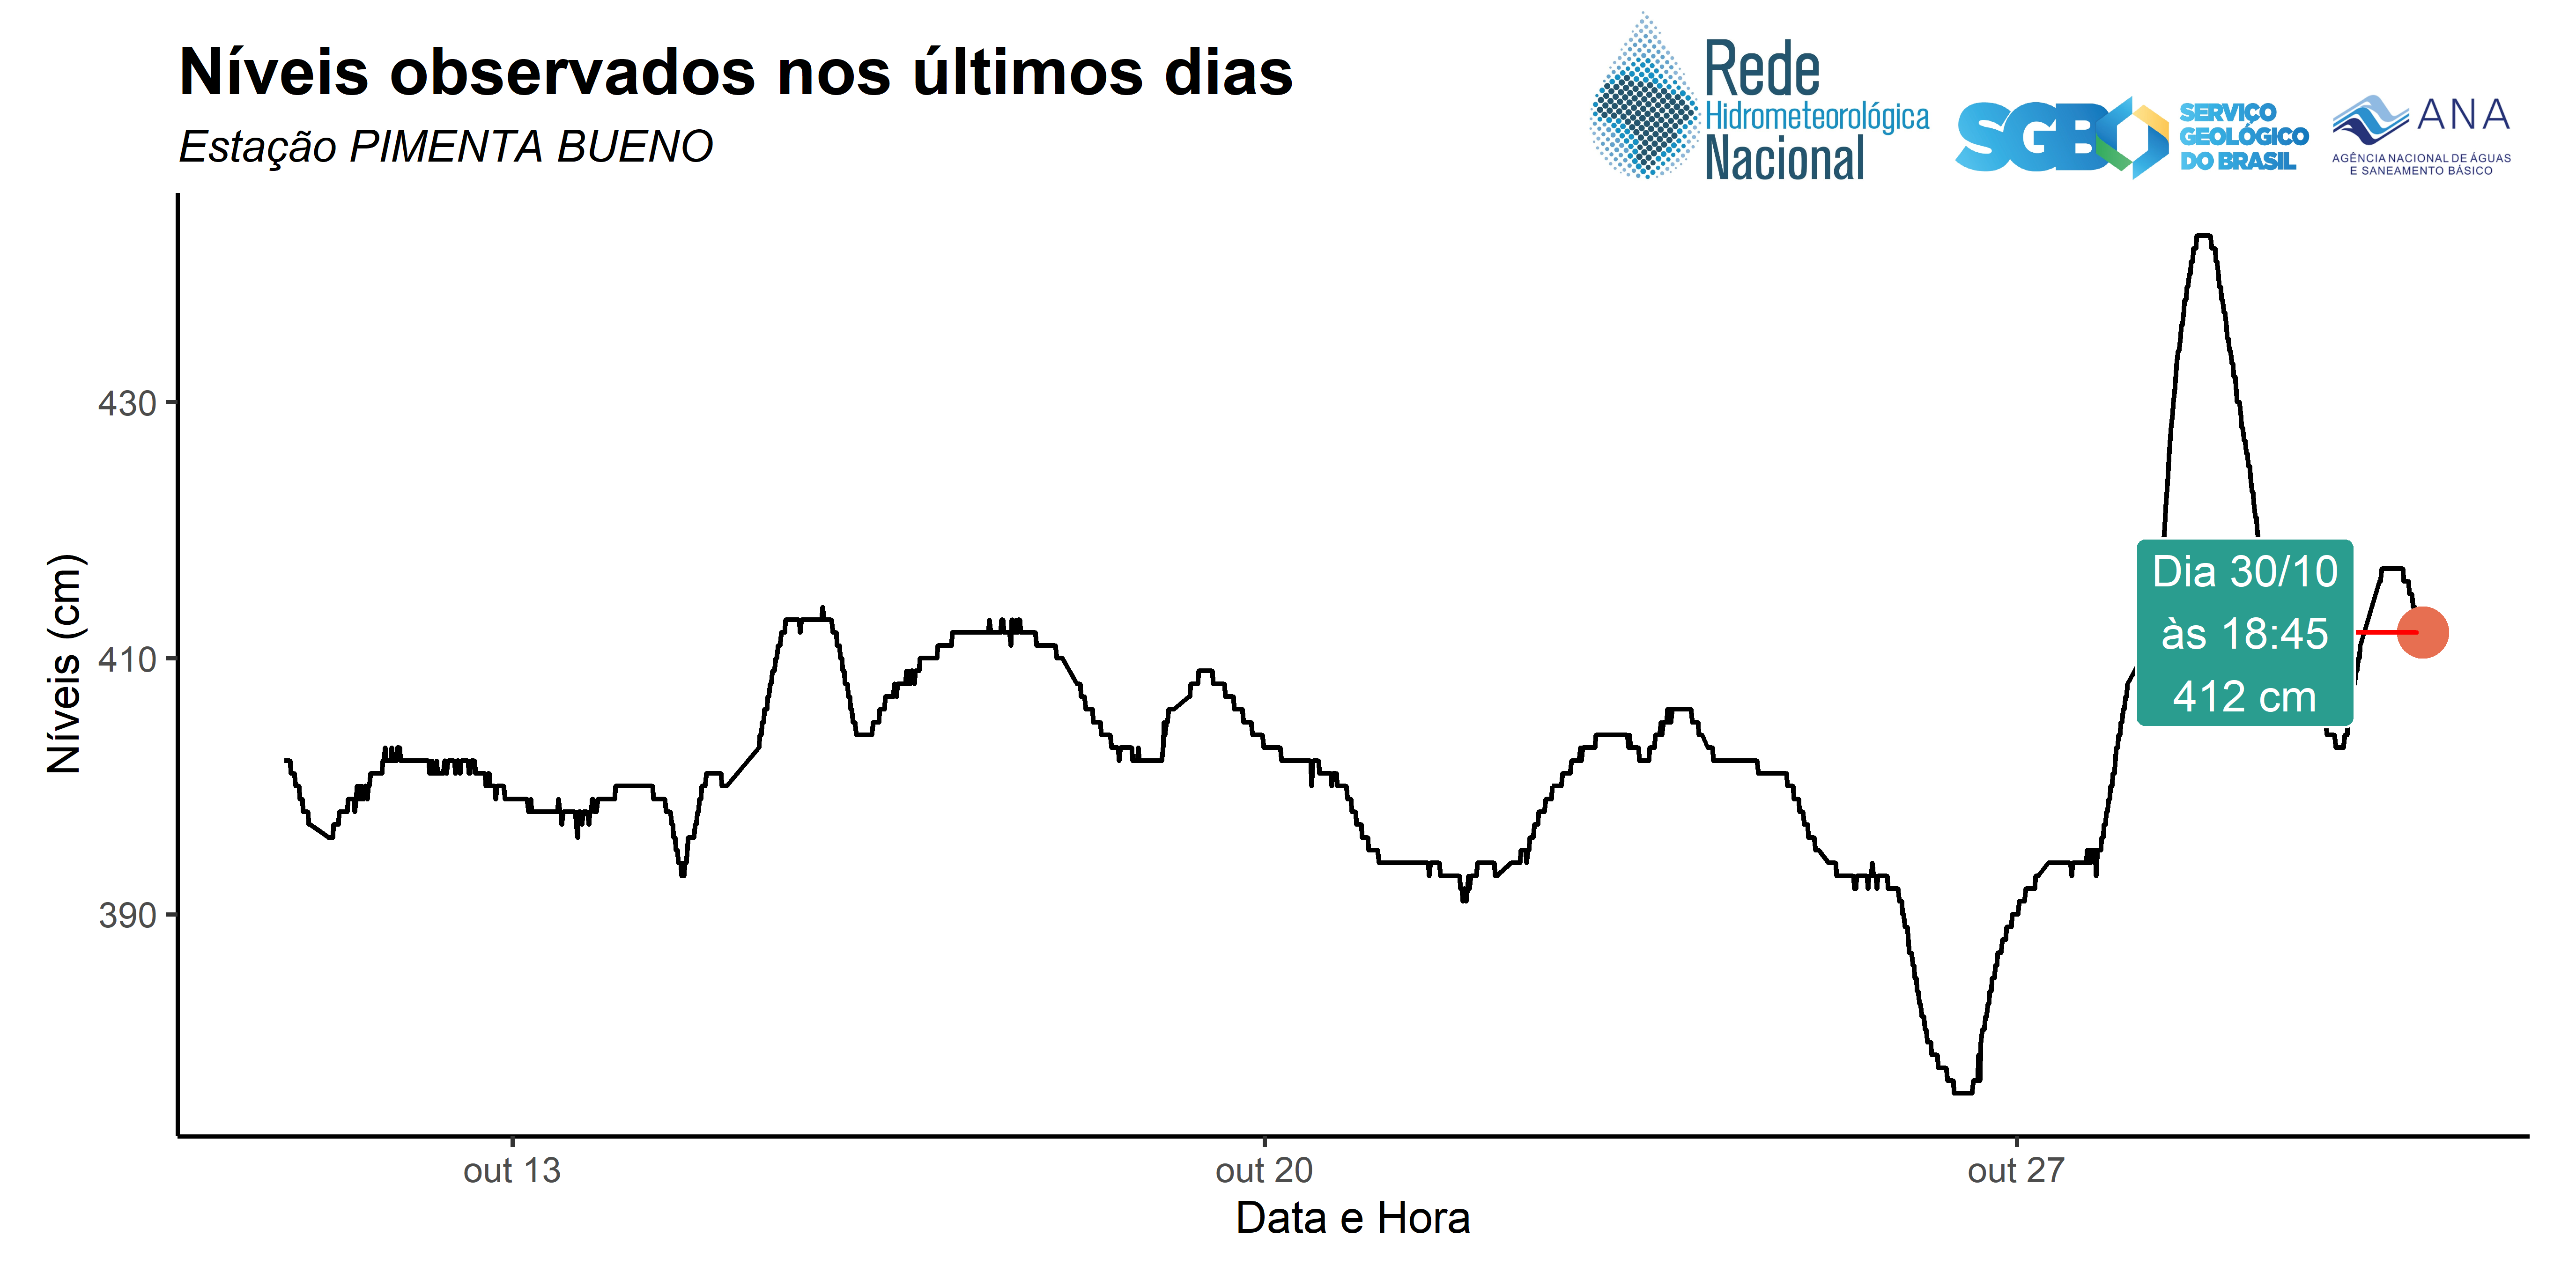 Níveis observados nos últimos dias
Estação PIMENTA BUENO
Rede
Hidrometeorológica
Nacional
SGB
SERVIÇO
GEOLÓGICO
DO BRASIL
ANA
AGÊNCIA NACIONAL DE ÁGUAS
E SANEAMENTO BÁSICO
Níveis (cm)
430
410
390
Dia 30/10
às 18:45
412 cm
out 13
out 20
out 27
Data e Hora